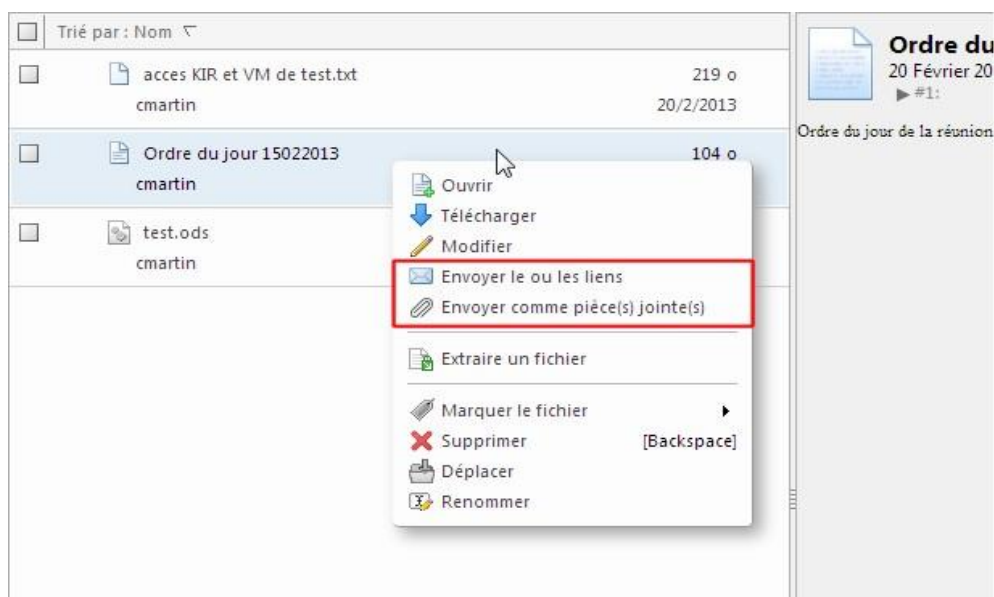 Trié par : Nom
acces KIR et VM de test.txt 219 o
cmartin 20/2/2013
Ordre du jour 15022013 104 o
cmartin
test.ods
cmartin
Ouvrir
Télécharger
Modifier
Envoyer le ou les liens
Envoyer comme pièce(s) jointe(s)
Extraire un fichier
Marquer le fichier
Supprimer [Backspace]
Déplacer
Renommer
Ordre du
20 Février 20
#1:
Ordre du jour de la réunion